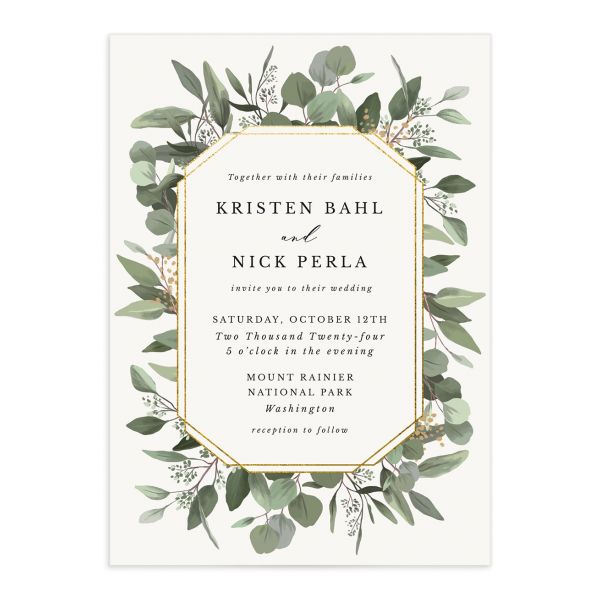 Together with their families
KRISTEN BAHL
and
NICK PERLA
invite you to their wedding
SATURDAY, OCTOBER 12TH
Two Thousand Twenty-four
5 o'clock in the evening
MOUNT RAINIER
NATIONAL PARK
Washington
reception to follow